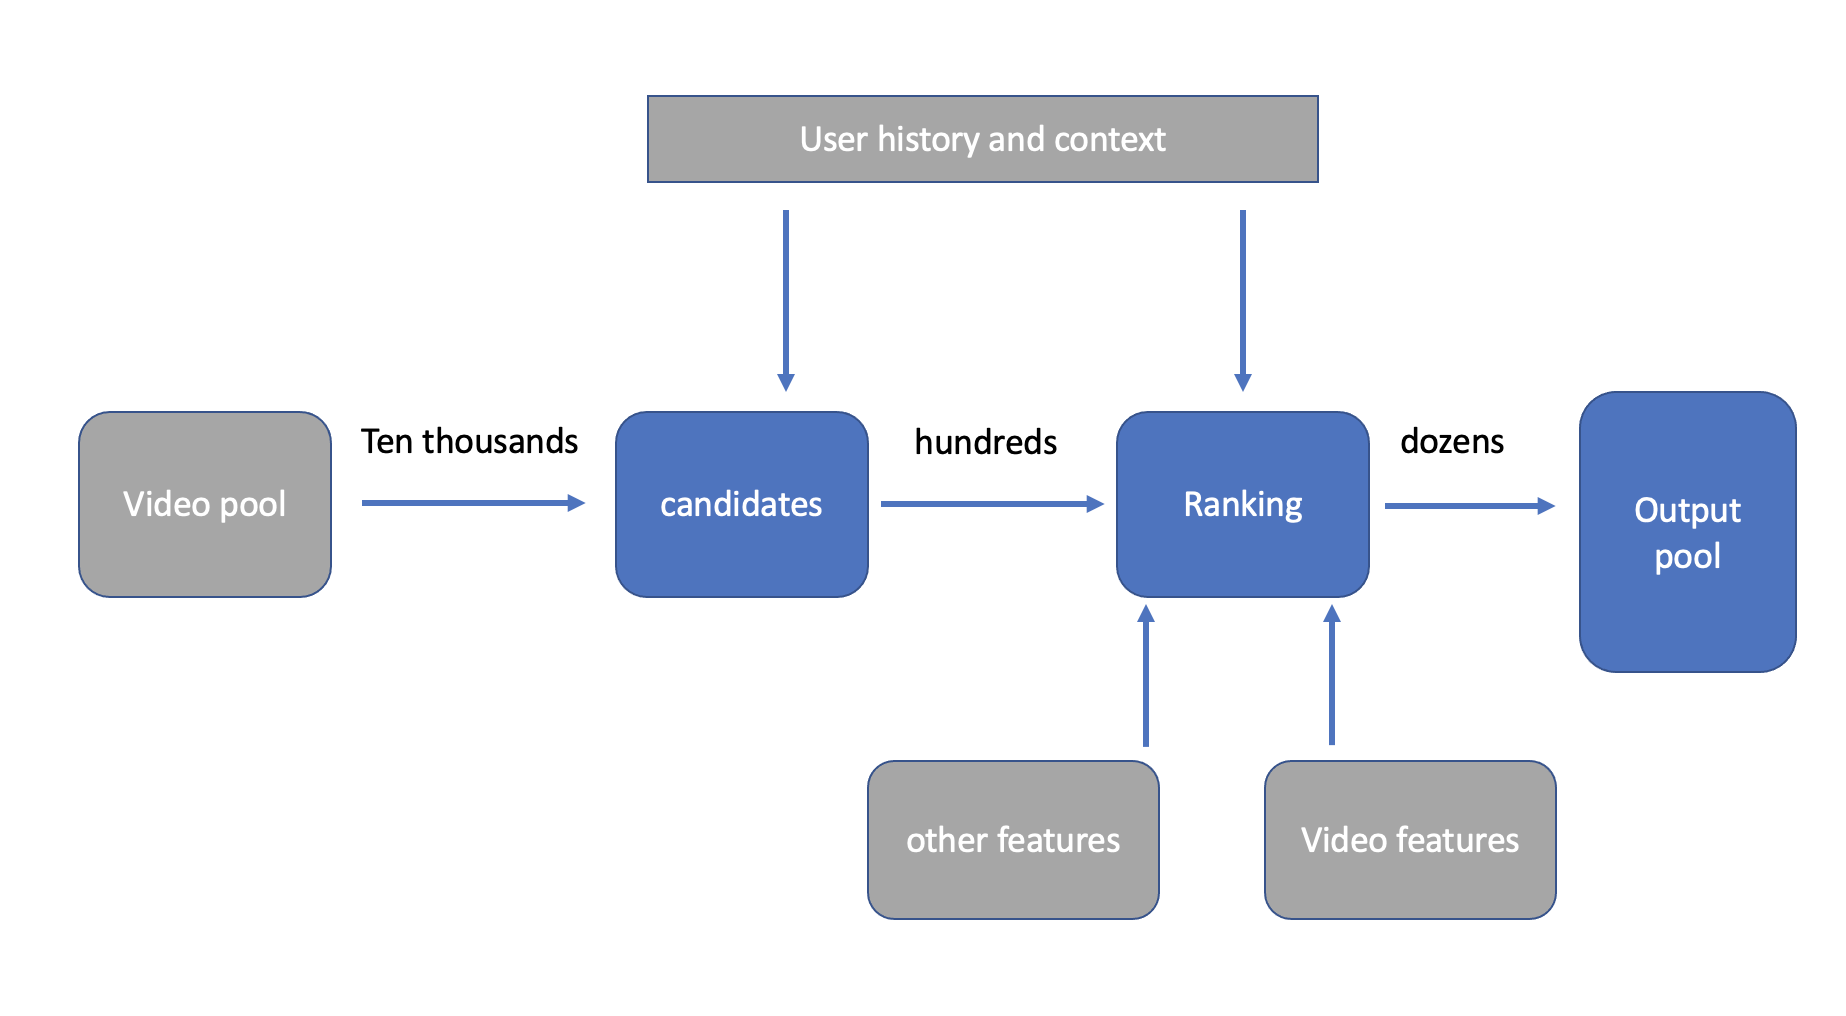 User history and context
Video pool
Ten thousands
candidates
hundreds
Ranking
dozens
Output
pool
other features
Video features